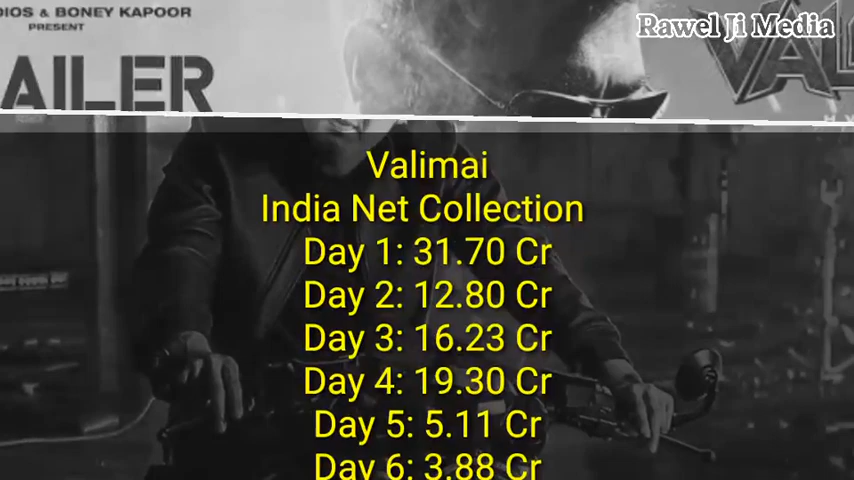 DIOS & BONEY KAPOOR
PRESENT
Rawel Ji Media
AILER
VAL
Valimai
India Net Collection
Day 1: 31.70 Cr
Day 2: 12.80 Cr
Day 3: 16.23 Cr
Day 4: 19.30 Cr
Day 5: 5.11 Cr
Day 6: 3.88 Cr